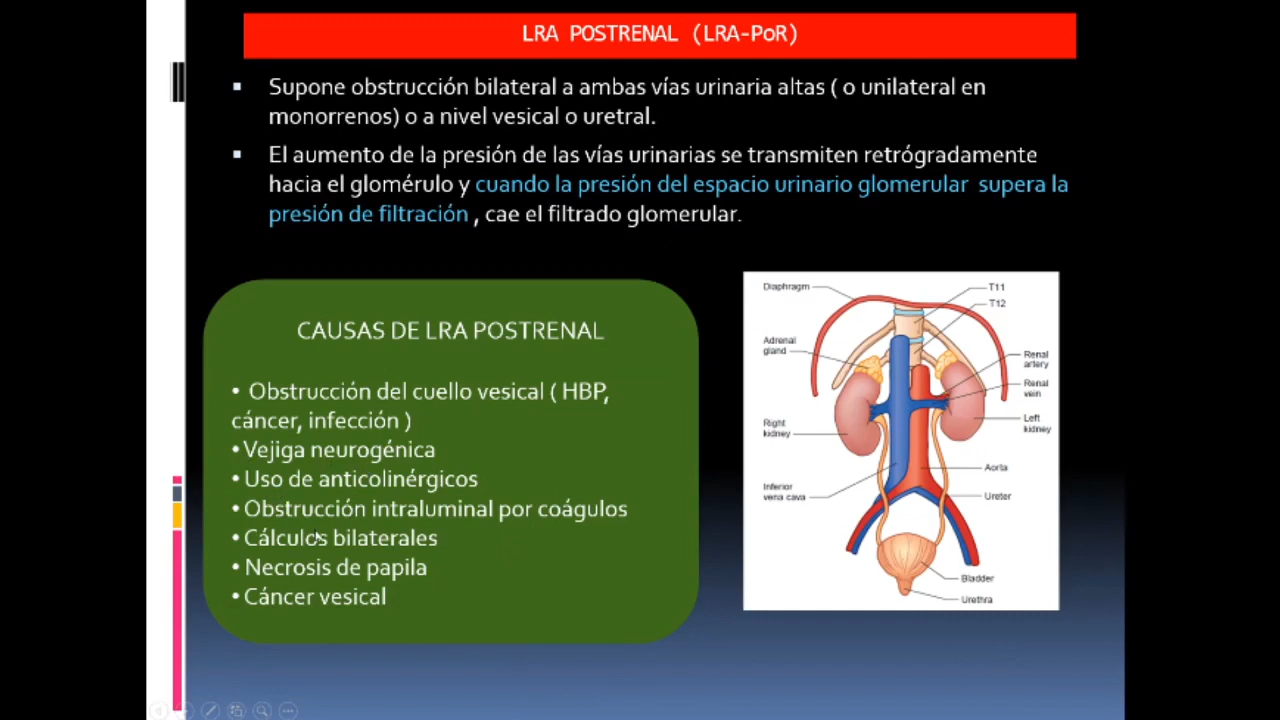 LRA POSTRENAL (LRA-PoR)
▪ Supone obstrucción bilateral a ambas vías urinaria altas ( o unilateral en
monorrenos) o a nivel vesical o uretral.
▪ El aumento de la presión de las vías urinarias se transmiten retrógradamente
hacia el glomérulo y cuando la presión del espacio urinario glomerular supera la
presión de filtración , cae el filtrado glomerular.
CAUSAS DE LRA POSTRENAL
• Obstrucción del cuello vesical ( HBP,
cáncer, infección )
• Vejiga neurogénica
• Uso de anticolinérgicos
• Obstrucción intraluminal por coágulos
• Cálculos bilaterales
• Necrosis de papila
• Cáncer vesical
Diaphragm
T11
T12
Adrenal
gland
Renal
artery
Renal
vein
Right
kidney
Left
kidney
Aorta
Inferior
vena cava
Ureter
Bladder
Urethra